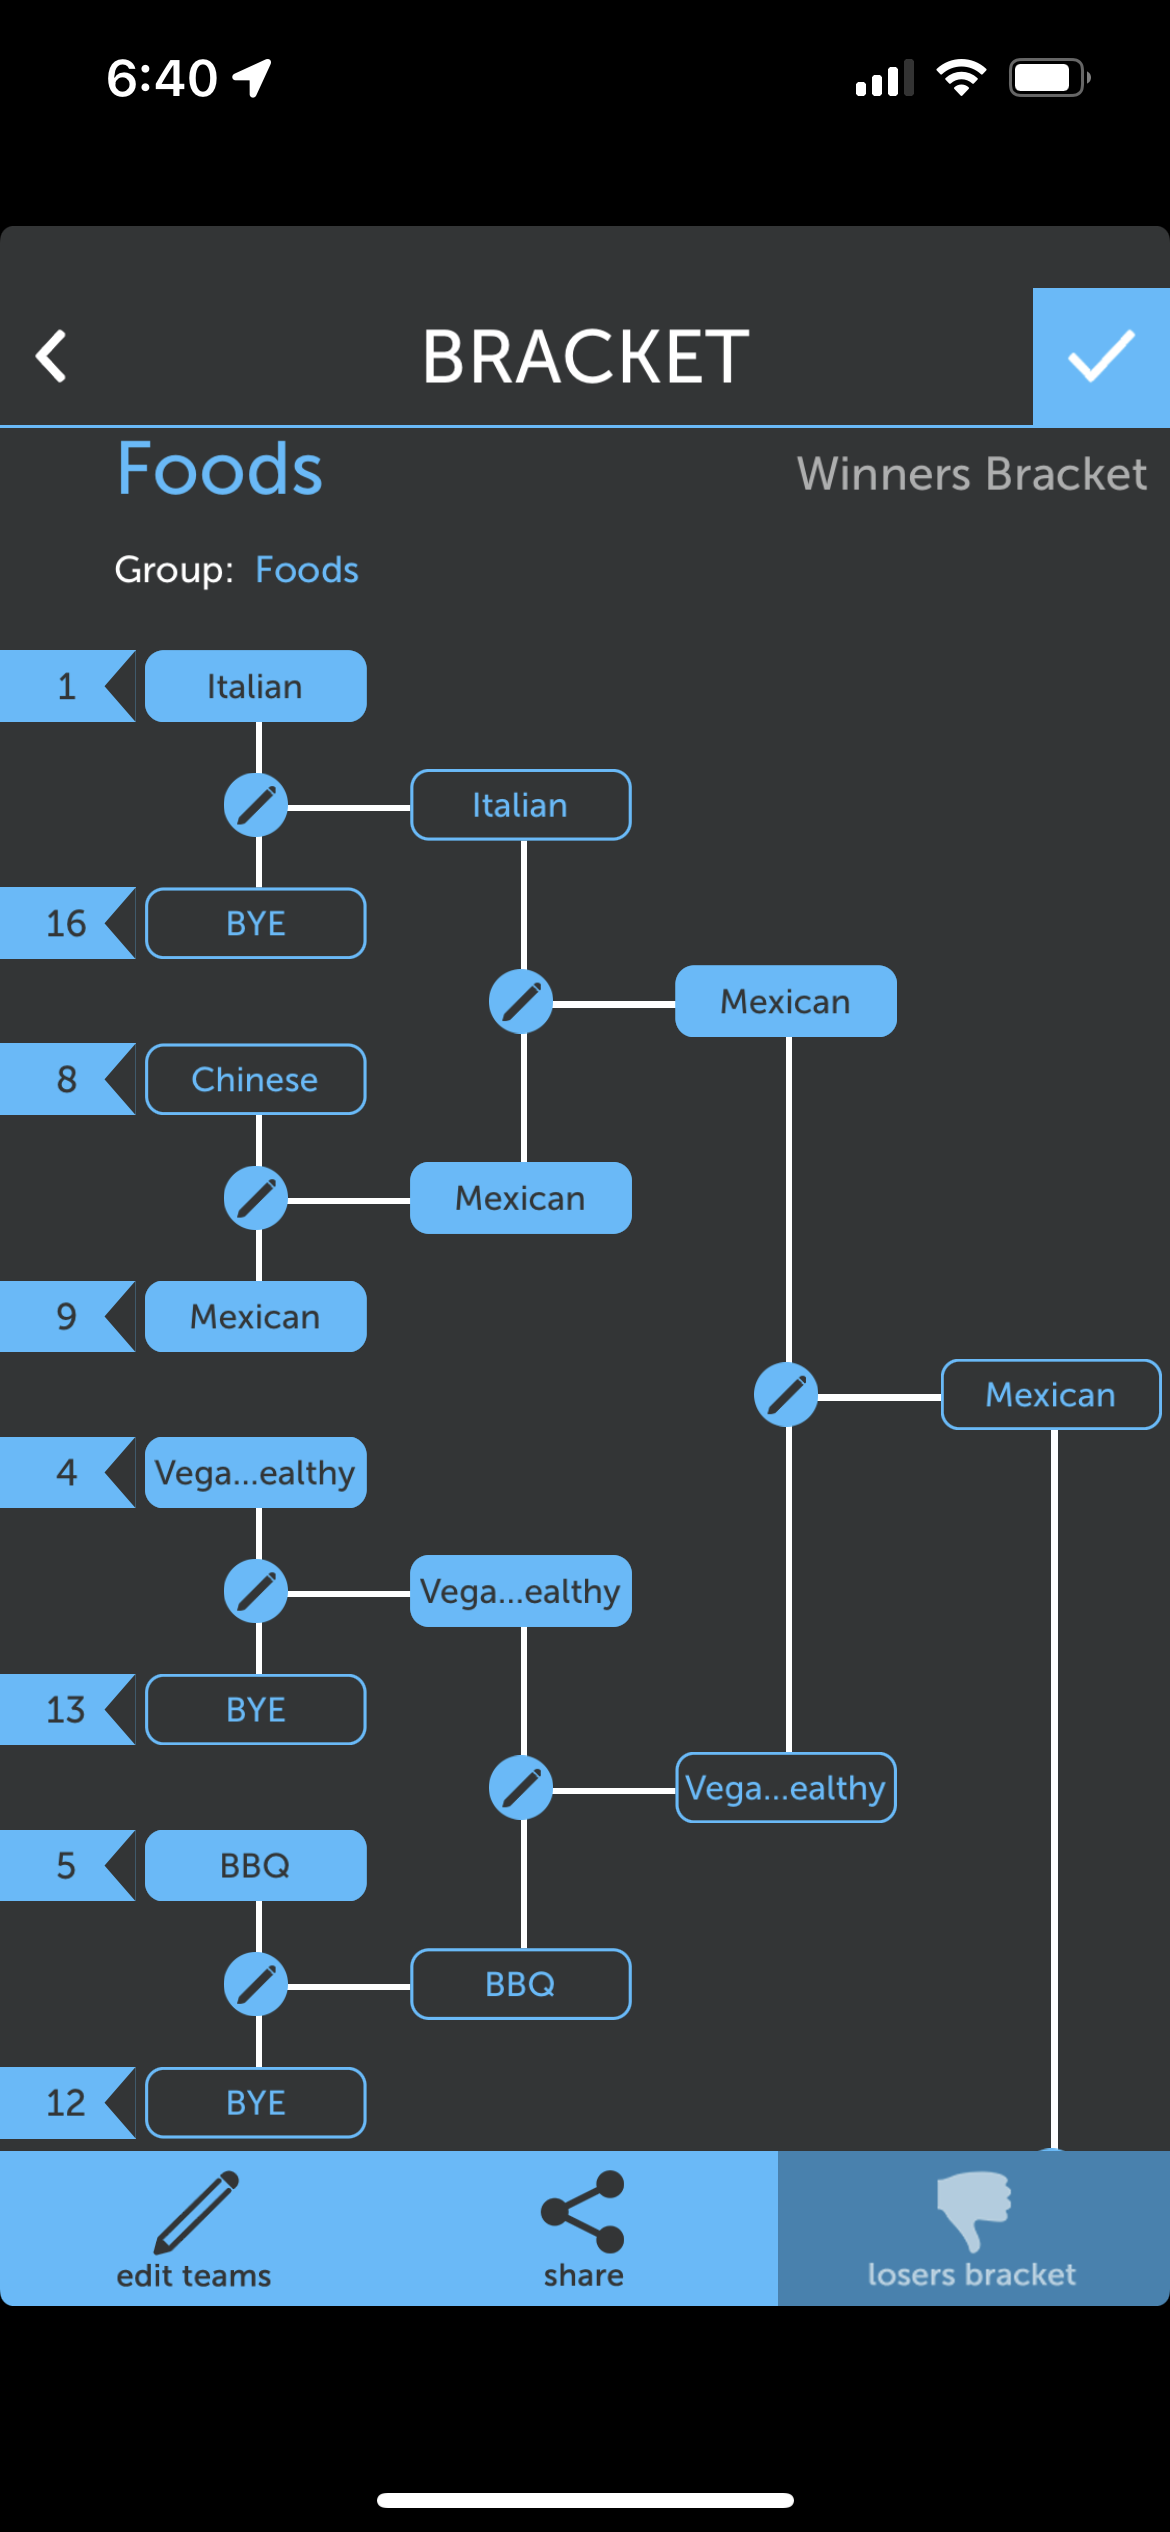 6:40
BRACKET
Foods
Winners Bracket
Group: Foods
1 Italian
Italian
16 BYE
Mexican
8 Chinese
Mexican
9 Mexican
Mexican
4 Vega...ealthy
Vega...ealthy
13 BYE
Vega...ealthy
5 BBQ
BBQ
12 BYE
edit teams
share
losers bracket